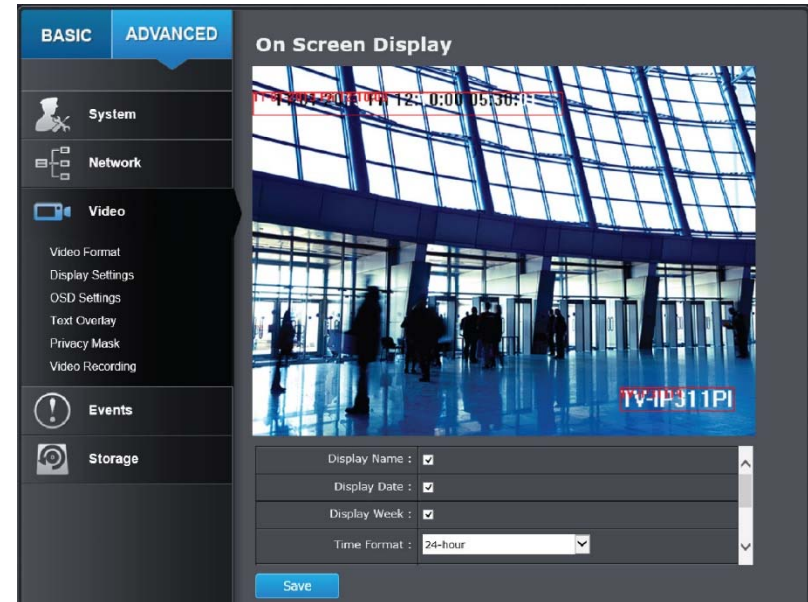 BASIC ADVANCED
On Screen Display
System
Network
Video
Video Format
Display Settings
OSD Settings
Text Overlay
Privacy Mask
Video Recording
Events
Storage
TV-IP311PI
Display Name :
Display Date :
Display Week :
Time Format : 24-hour
Save